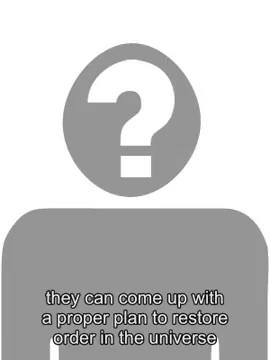 ?
they can come up with
a proper plan to restore
order in the universe